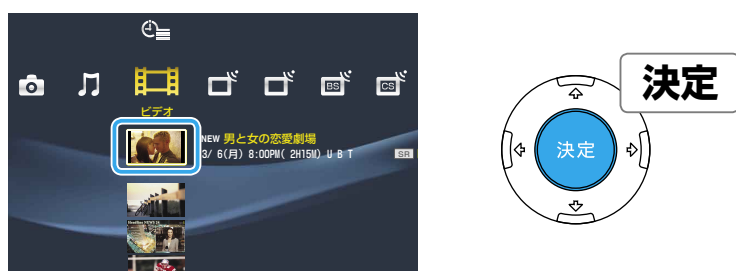 BS
CS
ビデオ
NEW 男と女の恋愛劇場
3/ 6(月) 8:00PM( 2H15M) U B T
SR
決定
決定